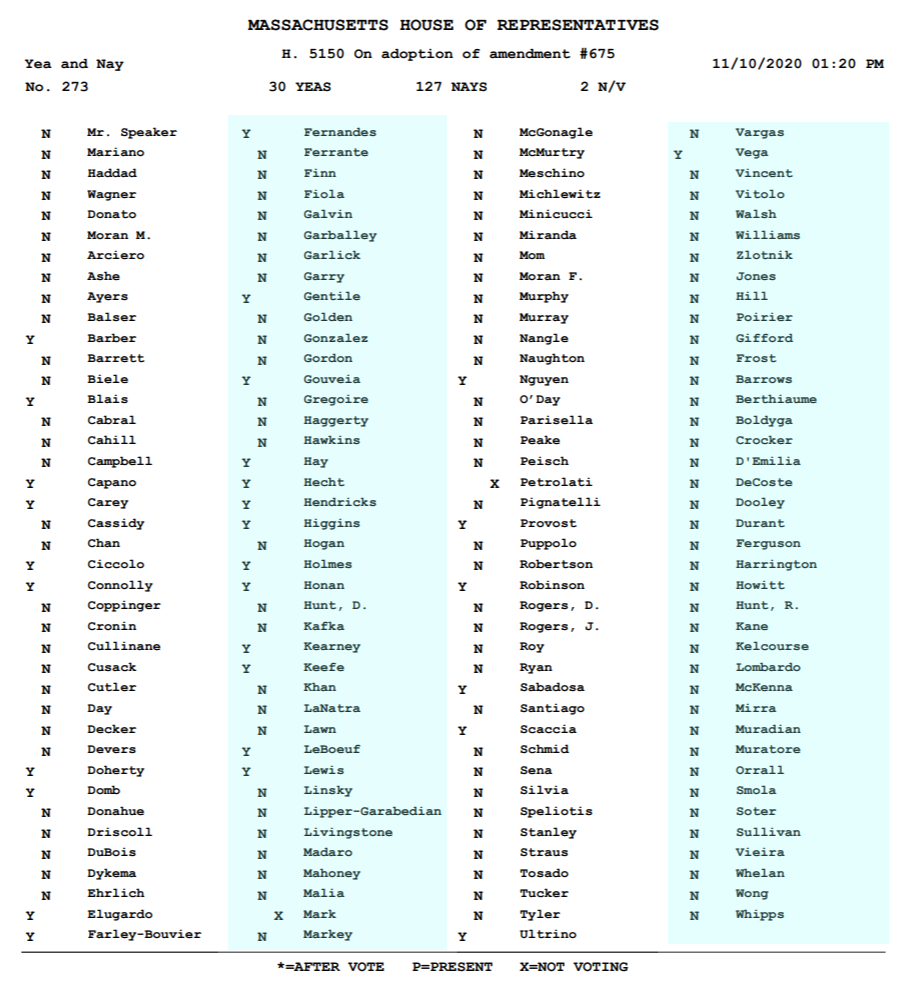 MASSACHUSETTS HOUSE OF REPRESENTATIVES
H. 5150 On adoption of amendment #675
Yea and Nay 11/10/2020 01:20 PM
No. 273 30 YEAS 127 NAYS 2 N/V
N Mr. Speaker Y Fernandes N McGonagle N Vargas
N Mariano N Ferrante N McMurtry Y Vega
N Haddad N Finn N Meschino N Vincent
N Wagner N Fiola N Michlewitz N Vitolo
N Donato N Galvin N Minicucci N Walsh
N Moran M. N Garballey N Miranda N Williams
N Arciero N Garlick N Mom N Zlotnik
N Ashe N Garry N Moran F. N Jones
N Ayers Y Gentile N Murphy N Hill
N Balser N Golden N Murray N Poirier
Y Barber N Gonzalez N Nangle N Gifford
N Barrett N Gordon N Naughton N Frost
N Biele Y Gouveia Y Nguyen N Barrows
Y Blais N Gregoire N O’Day N Berthiaume
N Cabral N Haggerty N Parisella N Boldyga
N Cahill N Hawkins N Peake N Crocker
N Campbell Y Hay N Peisch N D'Emilia
Y Capano Y Hecht X Petrolati N DeCoste
Y Carey Y Hendricks N Pignatelli N Dooley
N Cassidy Y Higgins Y Provost N Durant
N Chan N Hogan N Puppolo N Ferguson
Y Ciccolo Y Holmes N Robertson N Harrington
Y Connolly Y Honan Y Robinson N Howitt
N Coppinger N Hunt, D. N Rogers, D. N Hunt, R.
N Cronin N Kafka N Rogers, J. N Kane
N Cullinane Y Kearney N Roy N Kelcourse
N Cusack Y Keefe N Ryan N Lombardo
N Cutler N Khan Y Sabadosa N McKenna
N Day N LaNatra N Santiago N Mirra
N Decker N Lawn Y Scaccia N Muradian
N Devers Y LeBoeuf N Schmid N Muratore
Y Doherty Y Lewis N Sena N Orrall
Y Domb N Linsky N Silvia N Smola
N Donahue N Lipper-Garabedian N Speliotis N Soter
N Driscoll N Livingstone N Stanley N Sullivan
N DuBois N Madaro N Straus N Vieira
N Dykema N Mahoney N Tosado N Whelan
N Ehrlich N Malia N Tucker N Wong
Y Elugardo X Mark N Tyler N Whipps
Y Farley-Bouvier N Markey Y Ultrino
*=AFTER VOTE P=PRESENT X=NOT VOTING